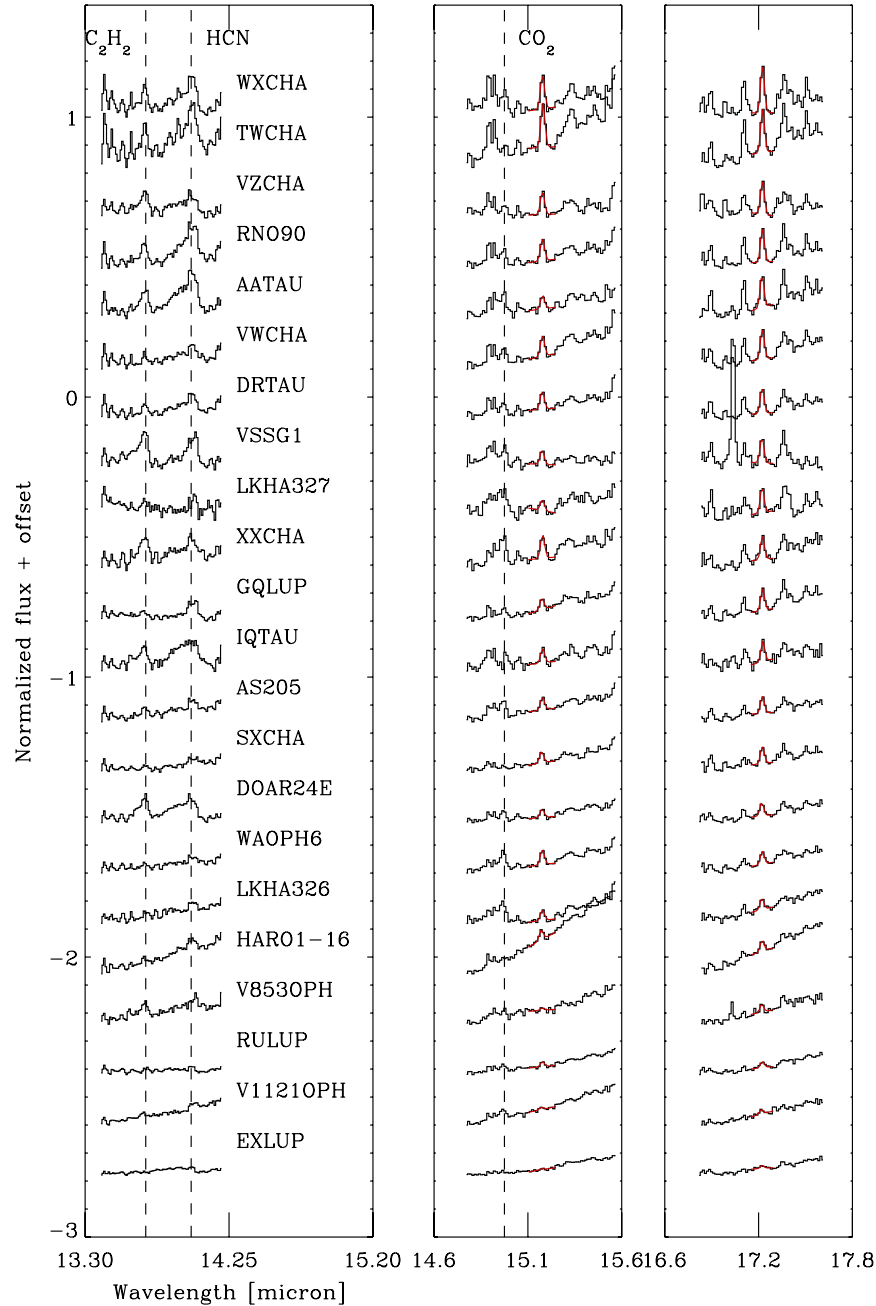 C2H2 HCN CO2
WXCHA
1
TWCHA
VZCHA
RNO90
AATAU
VWCHA
0
DRTAU
VSSG1
LKHA327
XXCHA
GQLUP
IQTAU
−1
AS205
SXCHA
DOAR24E
WAOPH6
LKHA326
HARO1−16
−2
V853OPH
RULUP
V1121OPH
EXLUP
−3
13.30 14.25 15.20 14.6 15.1 15.6 16.6 17.2 17.8
Wavelength [micron]
Normalized flux + offset